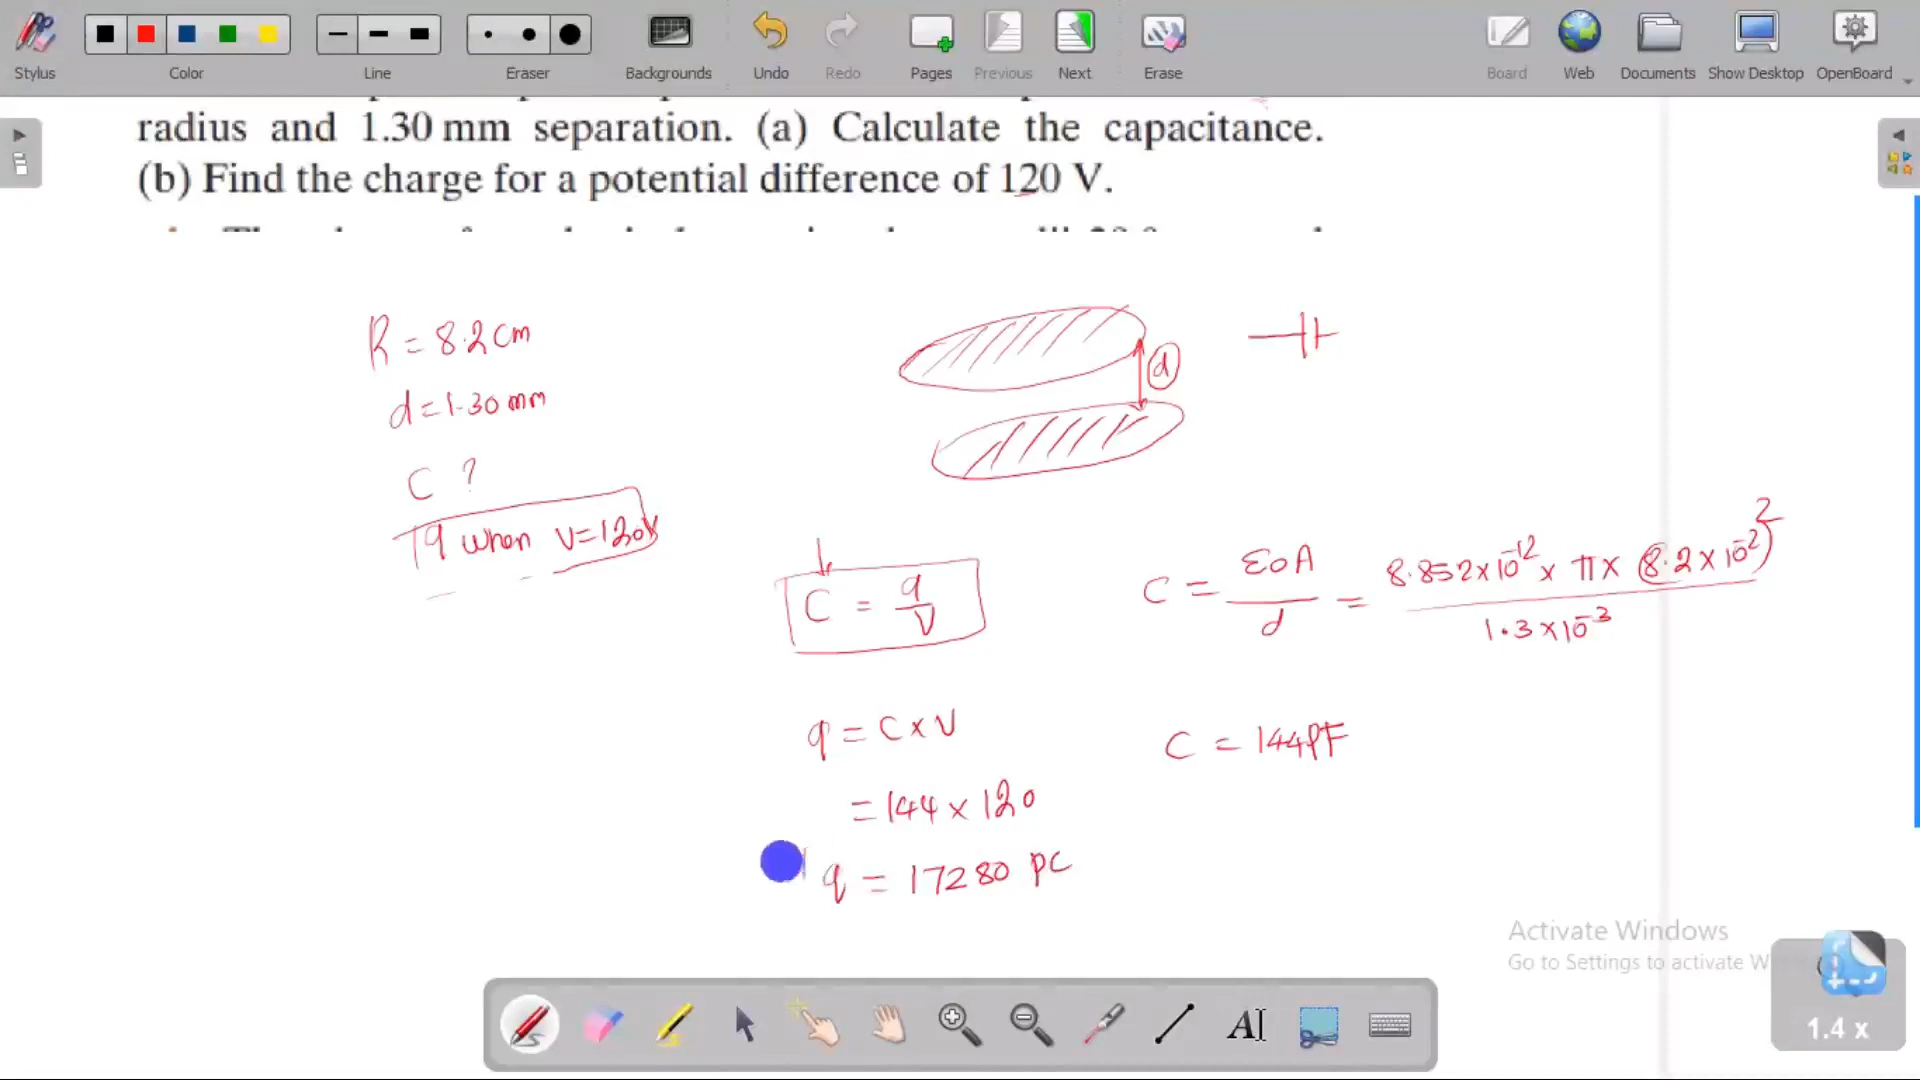 Stylus
Color
Line
Eraser
Backgrounds
Undo
Redo
Pages
Previous
Next
Erase
Board
Web
Documents
Show Desktop
OpenBoard
radius and 1.30 mm separation. (a) Calculate the capacitance.
(b) Find the charge for a potential difference of 120 V.
R = 8.2 cm
d = 1.30 mm
C ?
q when V=120V
d
C = q/V
C = ε0A/d = 8.852×10^-12 × π × (8.2×10^-2)^2 / 1.3×10^-3
q = C×V
= 144 × 120
q = 17280 PC
C = 144PF
Activate Windows
Go to Settings to activate W
1.4 x